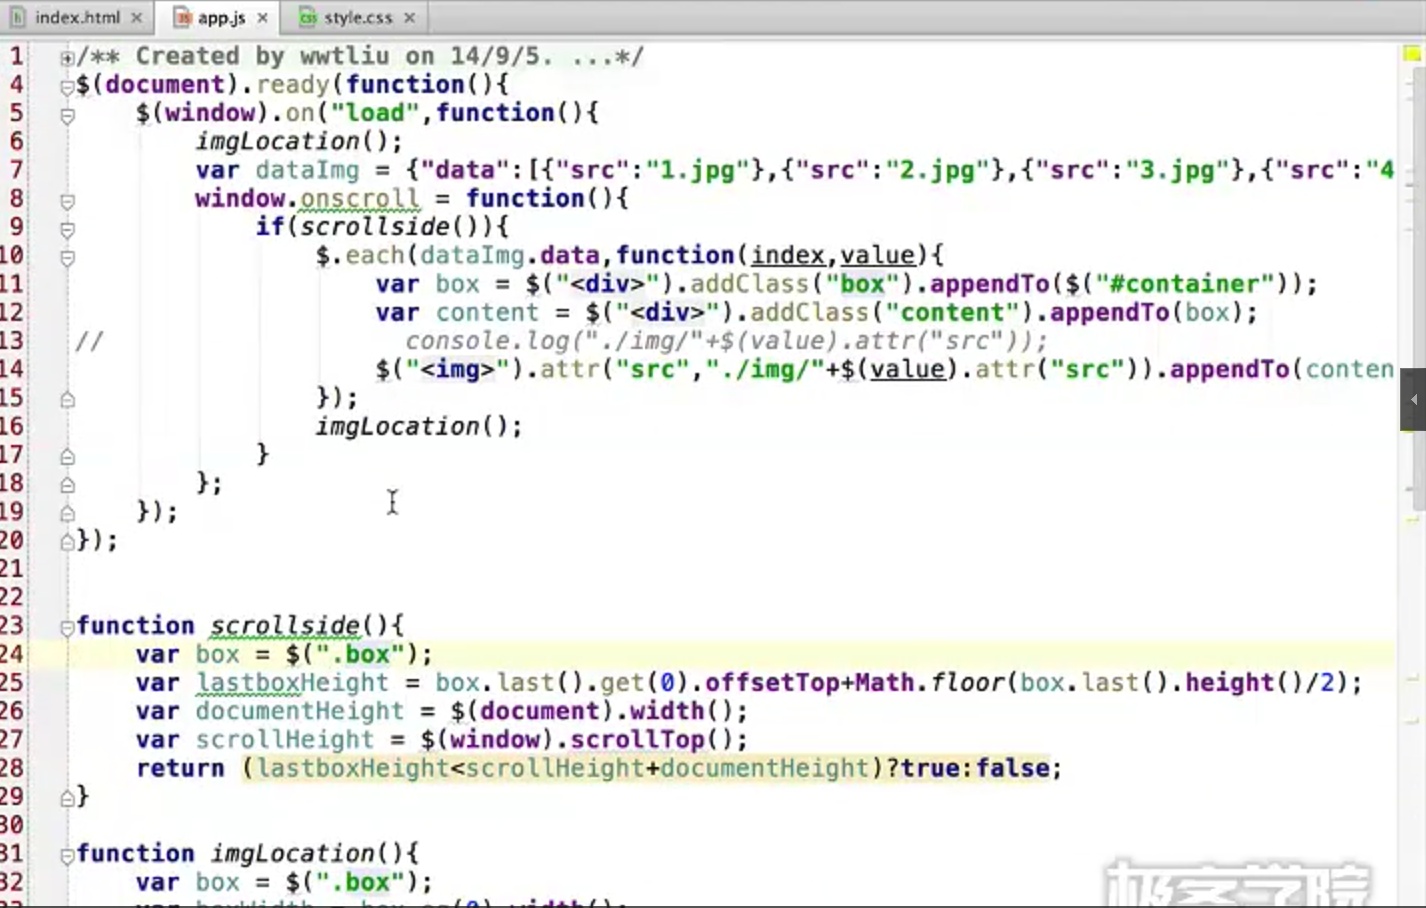 index.html
app.js
style.css
1 /** Created by wwtliu on 14/9/5. ...*/
4 $(document).ready(function(){
5 $(window).on("load",function(){
6 imgLocation();
7 var dataImg = {"data":[{"src":"1.jpg"},{"src":"2.jpg"},{"src":"3.jpg"},{"src":"4
8 window.onscroll = function(){
9 if(scrollside()){
10 $.each(dataImg.data,function(index,value){
11 var box = $("<div>").addClass("box").appendTo($("#container"));
12 var content = $("<div>").addClass("content").appendTo(box);
13 // console.log("./img/"+$(value).attr("src"));
14 $("<img>").attr("src","./img/"+$(value).attr("src")).appendTo(conten
15 });
16 imgLocation();
17 }
18 };
19 });
20 });
21
22
23 function scrollside(){
24 var box = $(".box");
25 var lastboxHeight = box.last().get(0).offsetTop+Math.floor(box.last().height()/2);
26 var documentHeight = $(document).width();
27 var scrollHeight = $(window).scrollTop();
28 return (lastboxHeight<scrollHeight+documentHeight)?true:false;
29 }
30
31 function imgLocation(){
32 var box = $(".box");
极客学院